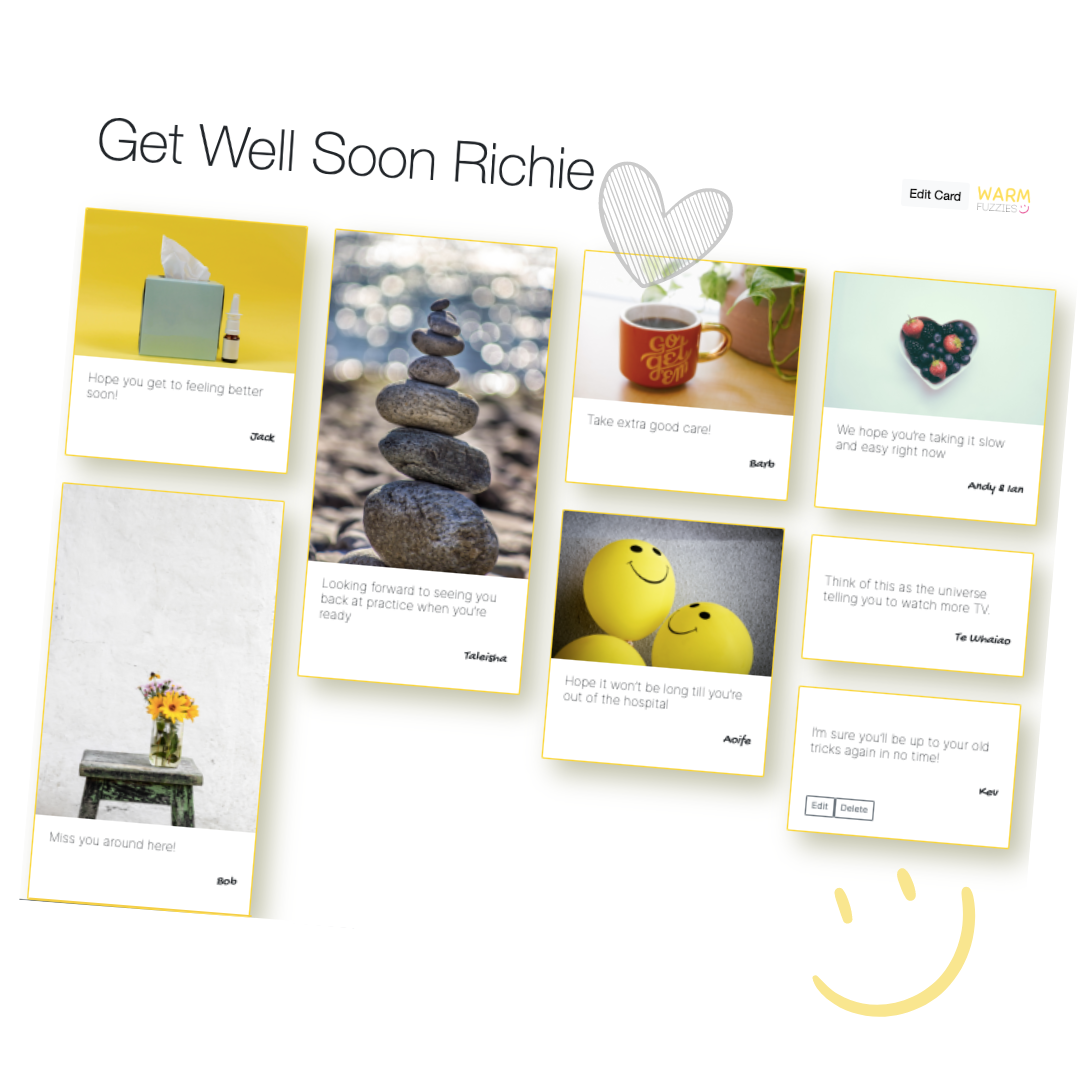 Get Well Soon Richie
Edit Card
WARM
FUZZIES
Hope you get to feeling better
soon!
Jack
Miss you around here!
Bob
Looking forward to seeing you
back at practice when you're
ready
Taleisha
GO
get
EM
Take extra good care!
Barb
Hope it won't be long till you're
out of the hospital
Aoife
We hope you're taking it slow
and easy right now
Andy & Ian
Think of this as the universe
telling you to watch more TV.
Te Whaiao
I'm sure you'll be up to your old
tricks again in no time!
Kev
Edit
Delete